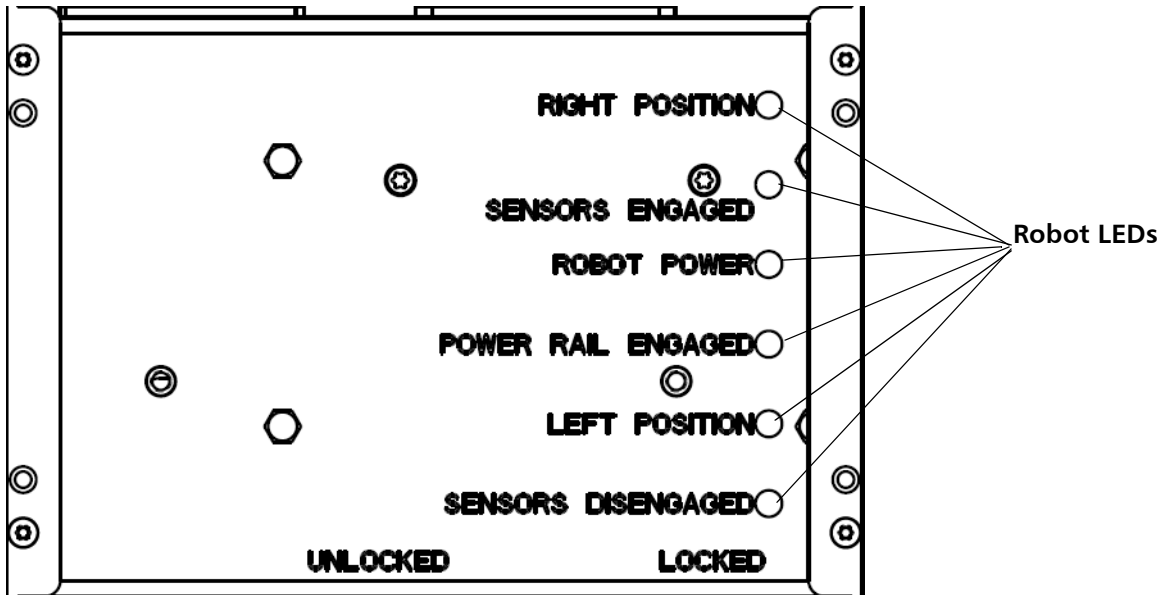 RIGHT POSITION
SENSORS ENGAGED
Robot LEDs
ROBOT POWER
POWER RAIL ENGAGED
LEFT POSITION
SENSORS DISENGAGED
UNLOCKED LOCKED